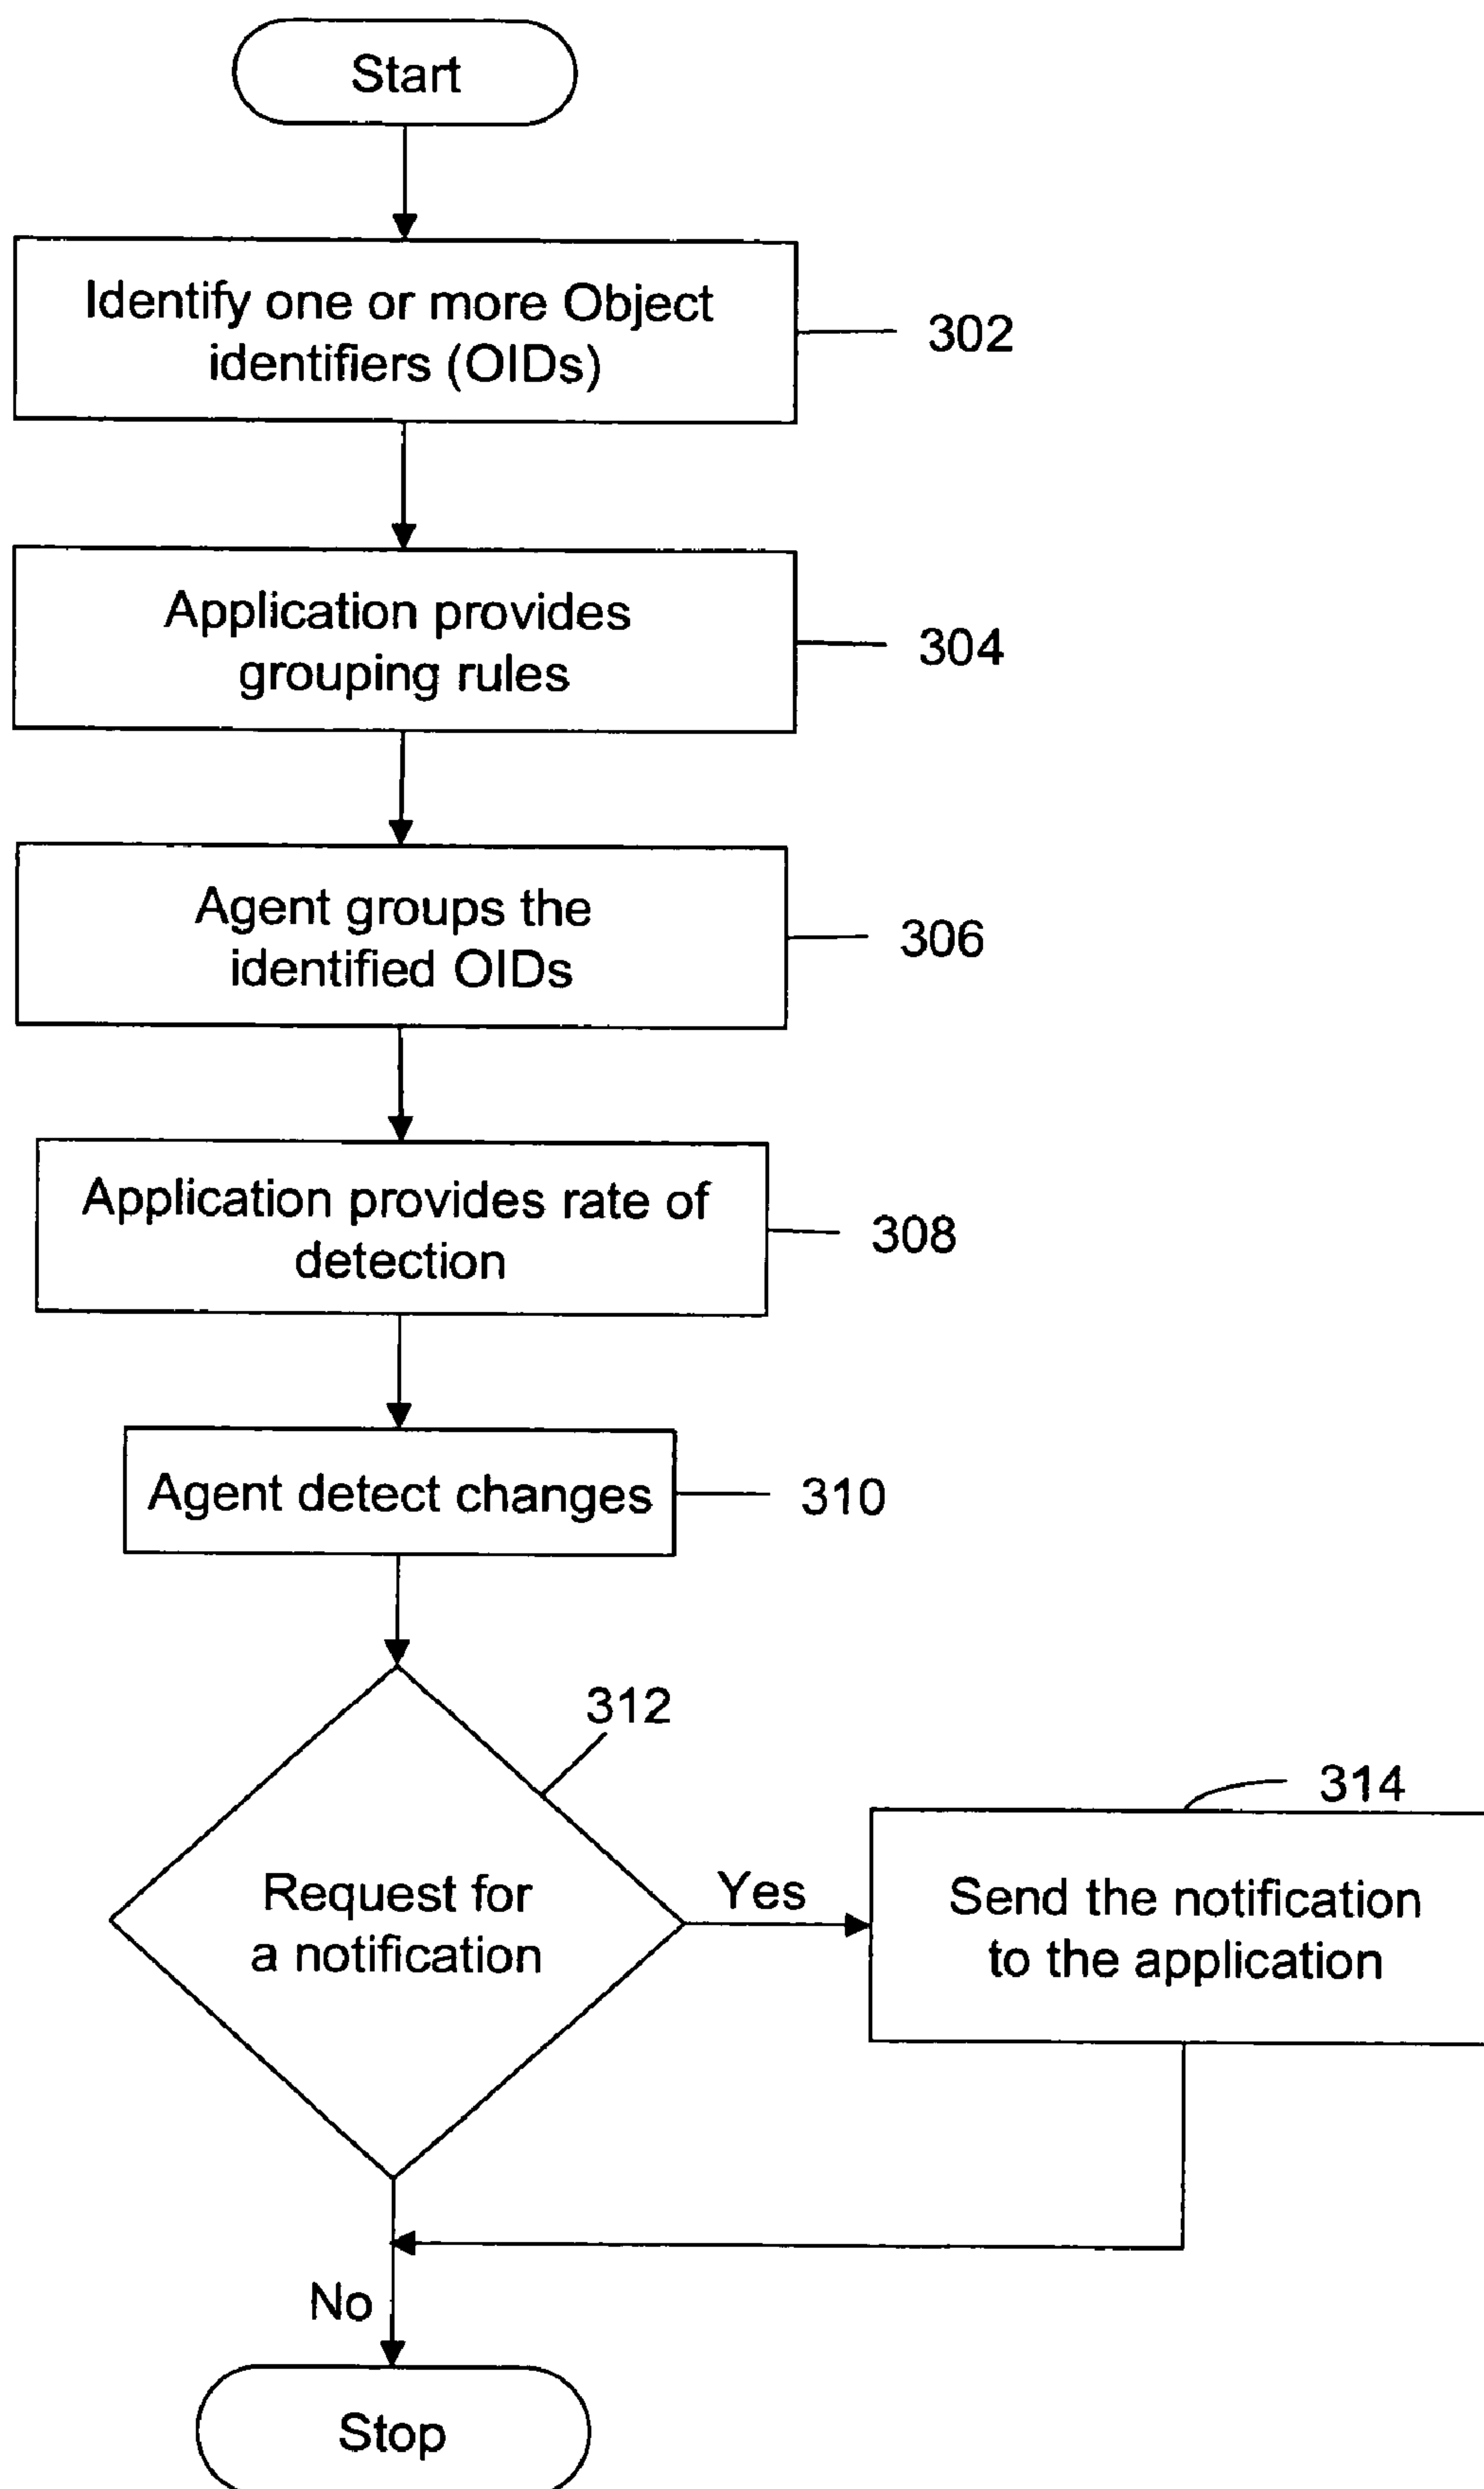 Start
Identify one or more Object
identifiers (OIDs)
302
Application provides
grouping rules
304
Agent groups the
identified OIDs
306
Application provides rate of
detection
308
Agent detect changes
310
312
Request for
a notification
Yes
314
Send the notification
to the application
No
Stop